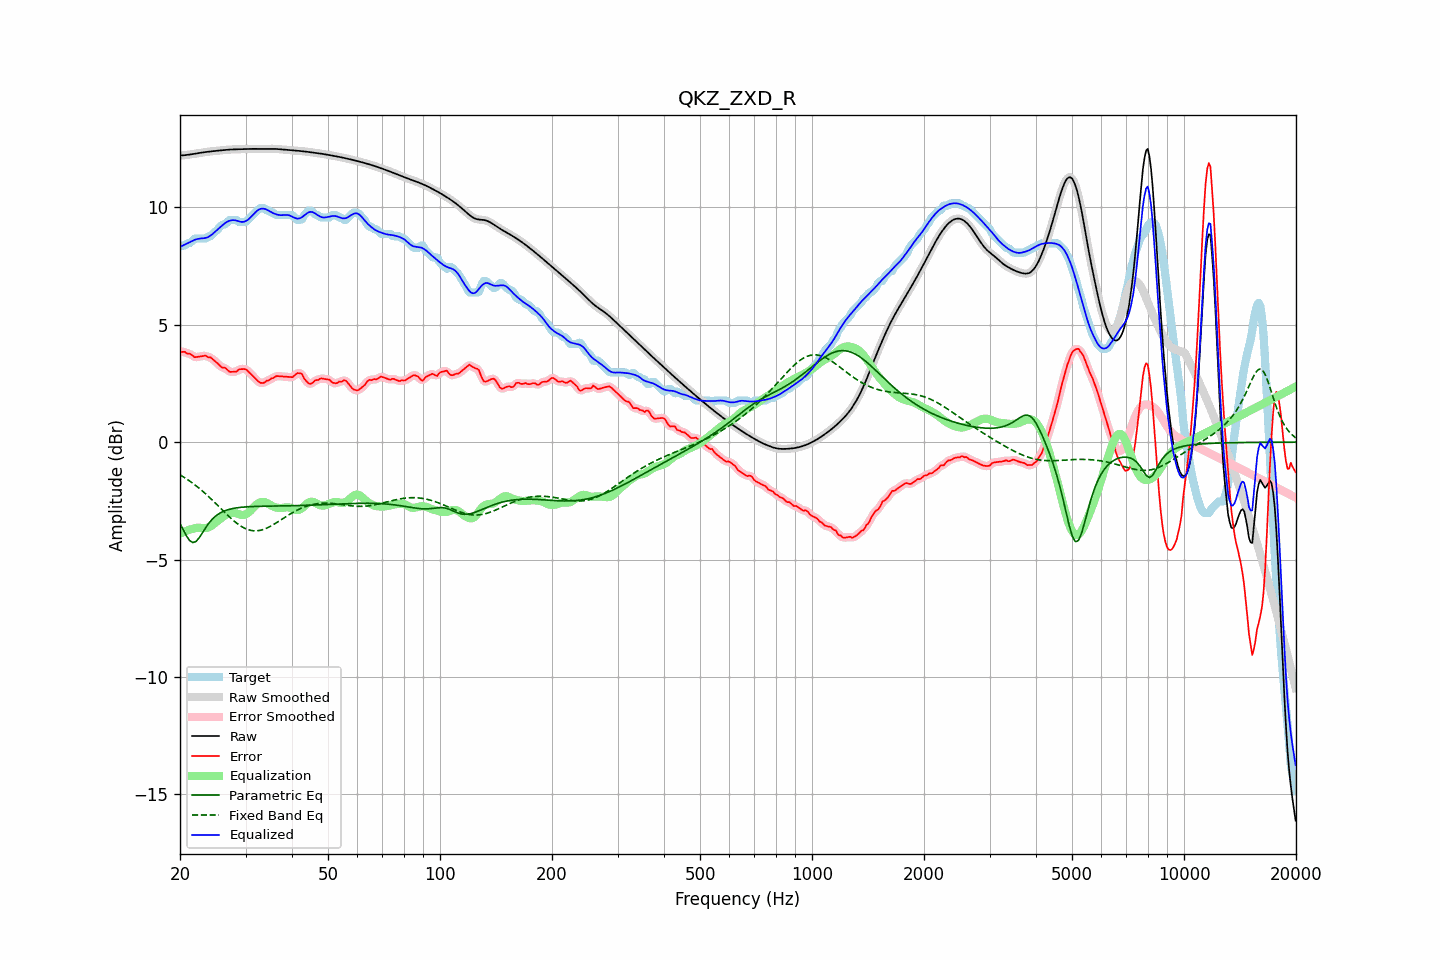 QKZ_ZXD_R
Amplitude (dBr)
10
5
0
−5
−10
−15
Target
Raw Smoothed
Error Smoothed
Raw
Error
Equalization
Parametric Eq
Fixed Band Eq
Equalized
20 50 100 200 500 1000 2000 5000 10000 20000
Frequency (Hz)